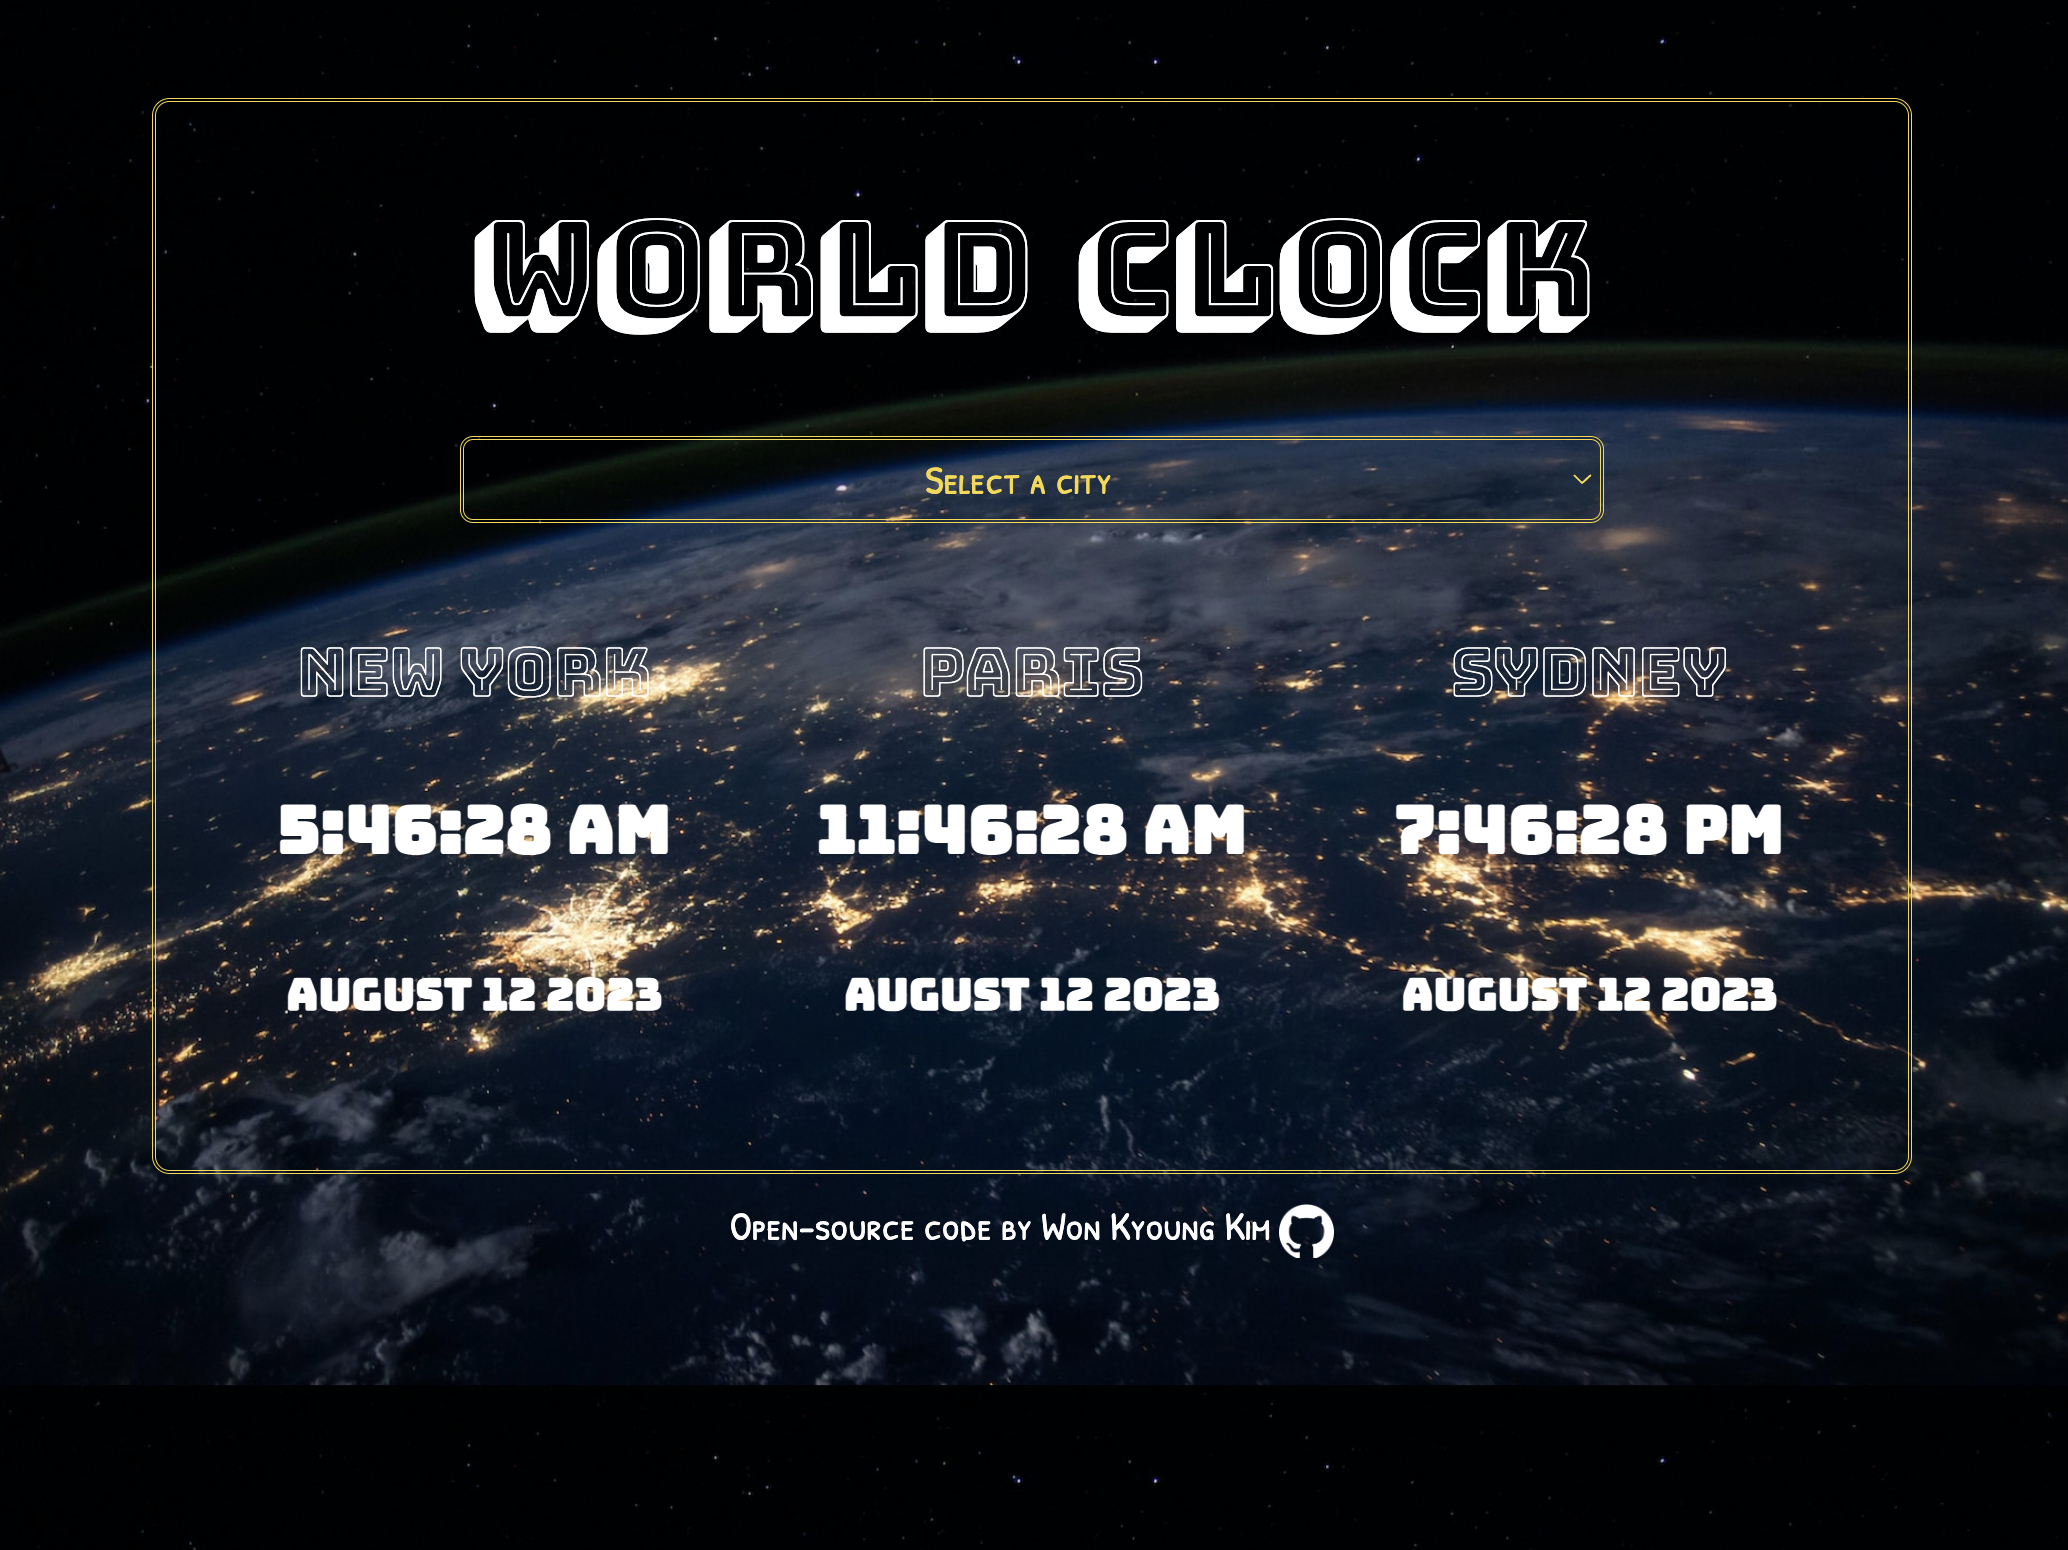 WORLD CLOCK
Select a city
NEW YORK
PARIS
SYDNEY
5:46:28 AM
11:46:28 AM
7:46:28 PM
AUGUST 12 2023
AUGUST 12 2023
AUGUST 12 2023
Open-source code by Won Kyoung Kim